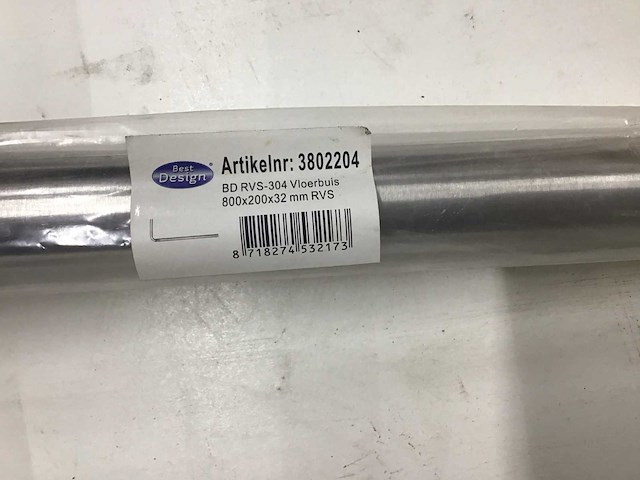 Best
Design®
Artikelnr: 3802204
BD RVS-304 Vloerbuis
800x200x32 mm RVS
8 718274 532173